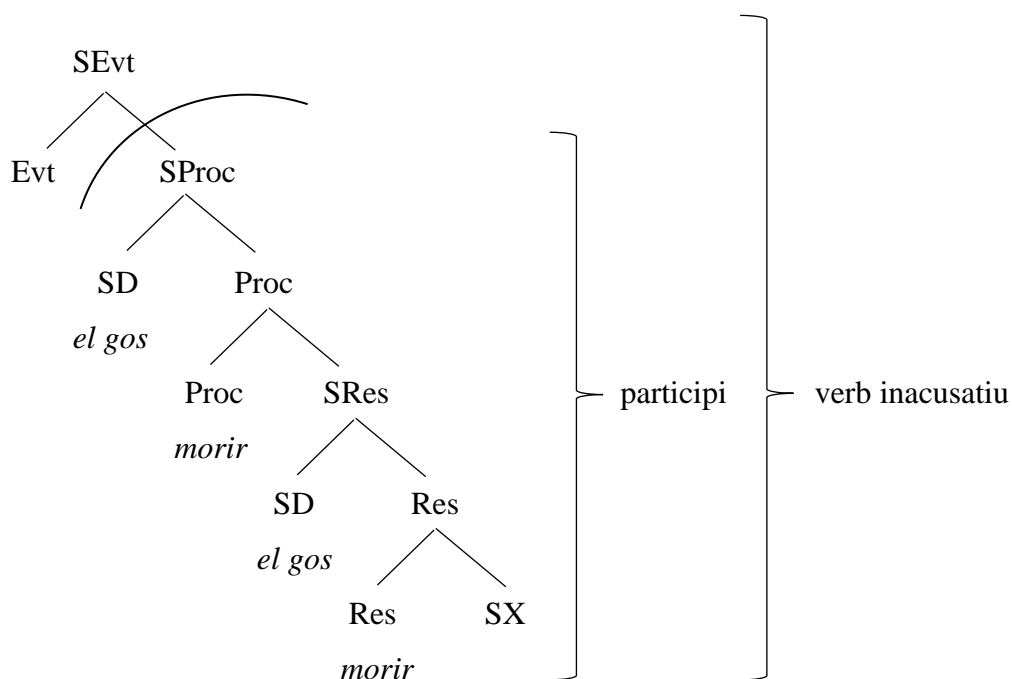 SEvt
Evt SProc
SD Proc
el gos
Proc SRes participi verb inacusatiu
morir
SD Res
el gos
Res SX
morir